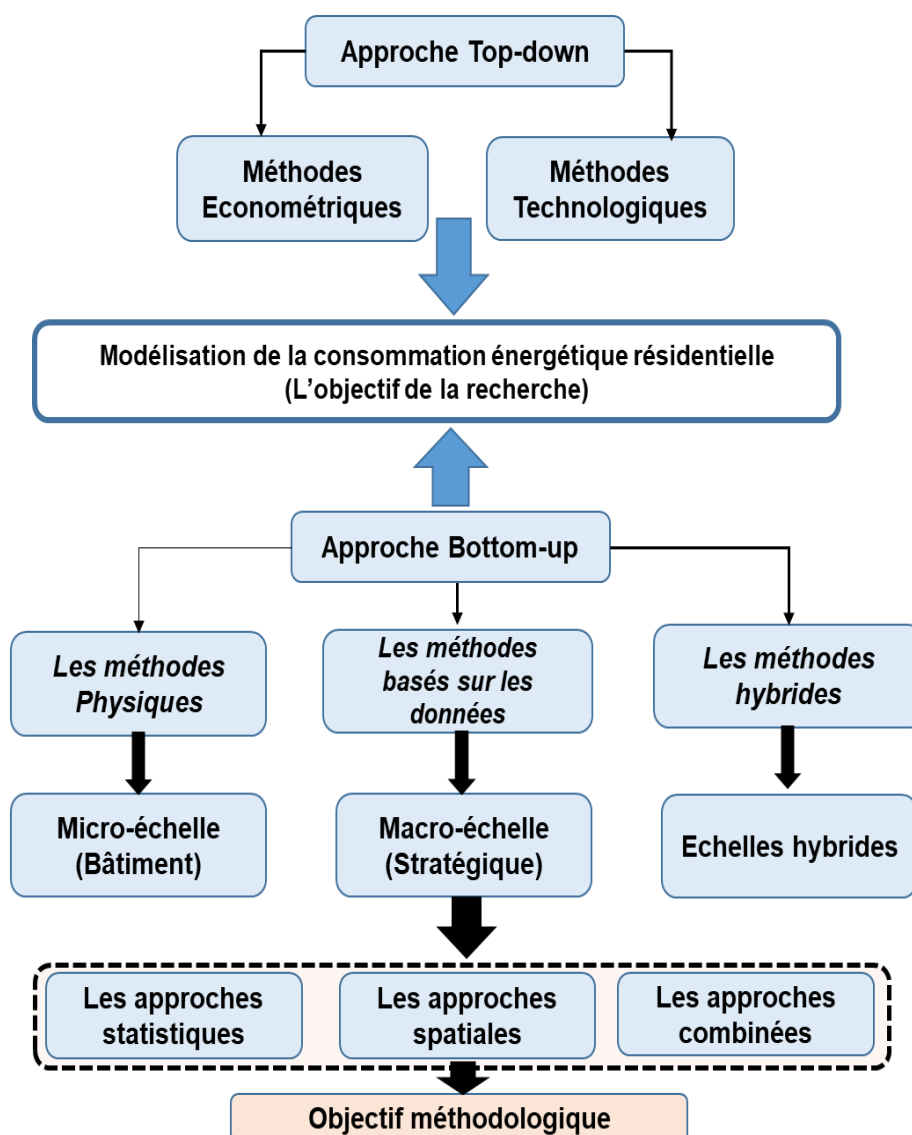 Approche Top-down
Méthodes
Econométriques
Méthodes
Technologiques
Modélisation de la consommation énergétique résidentielle
(L'objectif de la recherche)
Approche Bottom-up
Les méthodes
Physiques
Les méthodes
basés sur les
données
Les méthodes
hybrides
Micro-échelle
(Bâtiment)
Macro-échelle
(Stratégique)
Echelles hybrides
Les approches
statistiques
Les approches
spatiales
Les approches
combinées
Objectif méthodologique